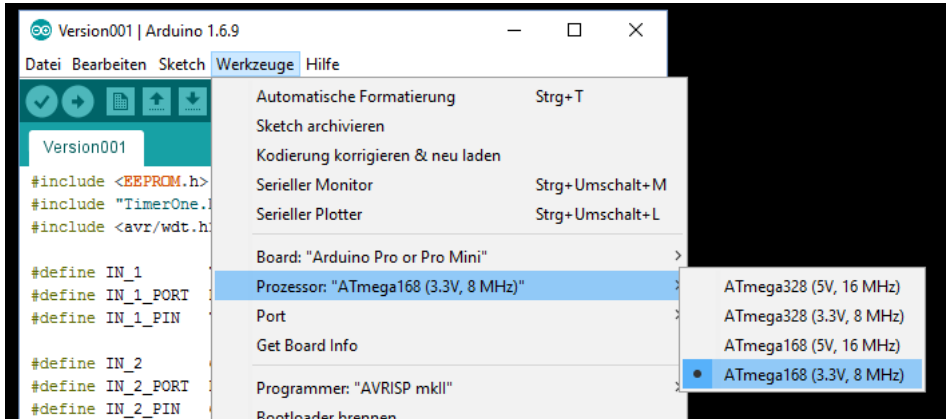 Version001 | Arduino 1.6.9
Datei Bearbeiten Sketch Werkzeuge Hilfe
Automatische Formatierung Strg+T
Sketch archivieren
Version001
Kodierung korrigieren & neu laden
#include <EEPROM.h> Serieller Monitor Strg+Umschalt+M
#include "TimerOne. Serieller Plotter Strg+Umschalt+L
#include <avr/wdt.h
Board: "Arduino Pro or Pro Mini"
#define IN_1 Prozessor: "ATmega168 (3.3V, 8 MHz)" ATmega328 (5V, 16 MHz)
#define IN_1_PORT Port ATmega328 (3.3V, 8 MHz)
#define IN_1_PIN Get Board Info ATmega168 (5V, 16 MHz)
#define IN_2 ATmega168 (3.3V, 8 MHz)
#define IN_2_PORT Programmer: "AVRISP mkII"
#define IN_2_PIN Bootloader brennen